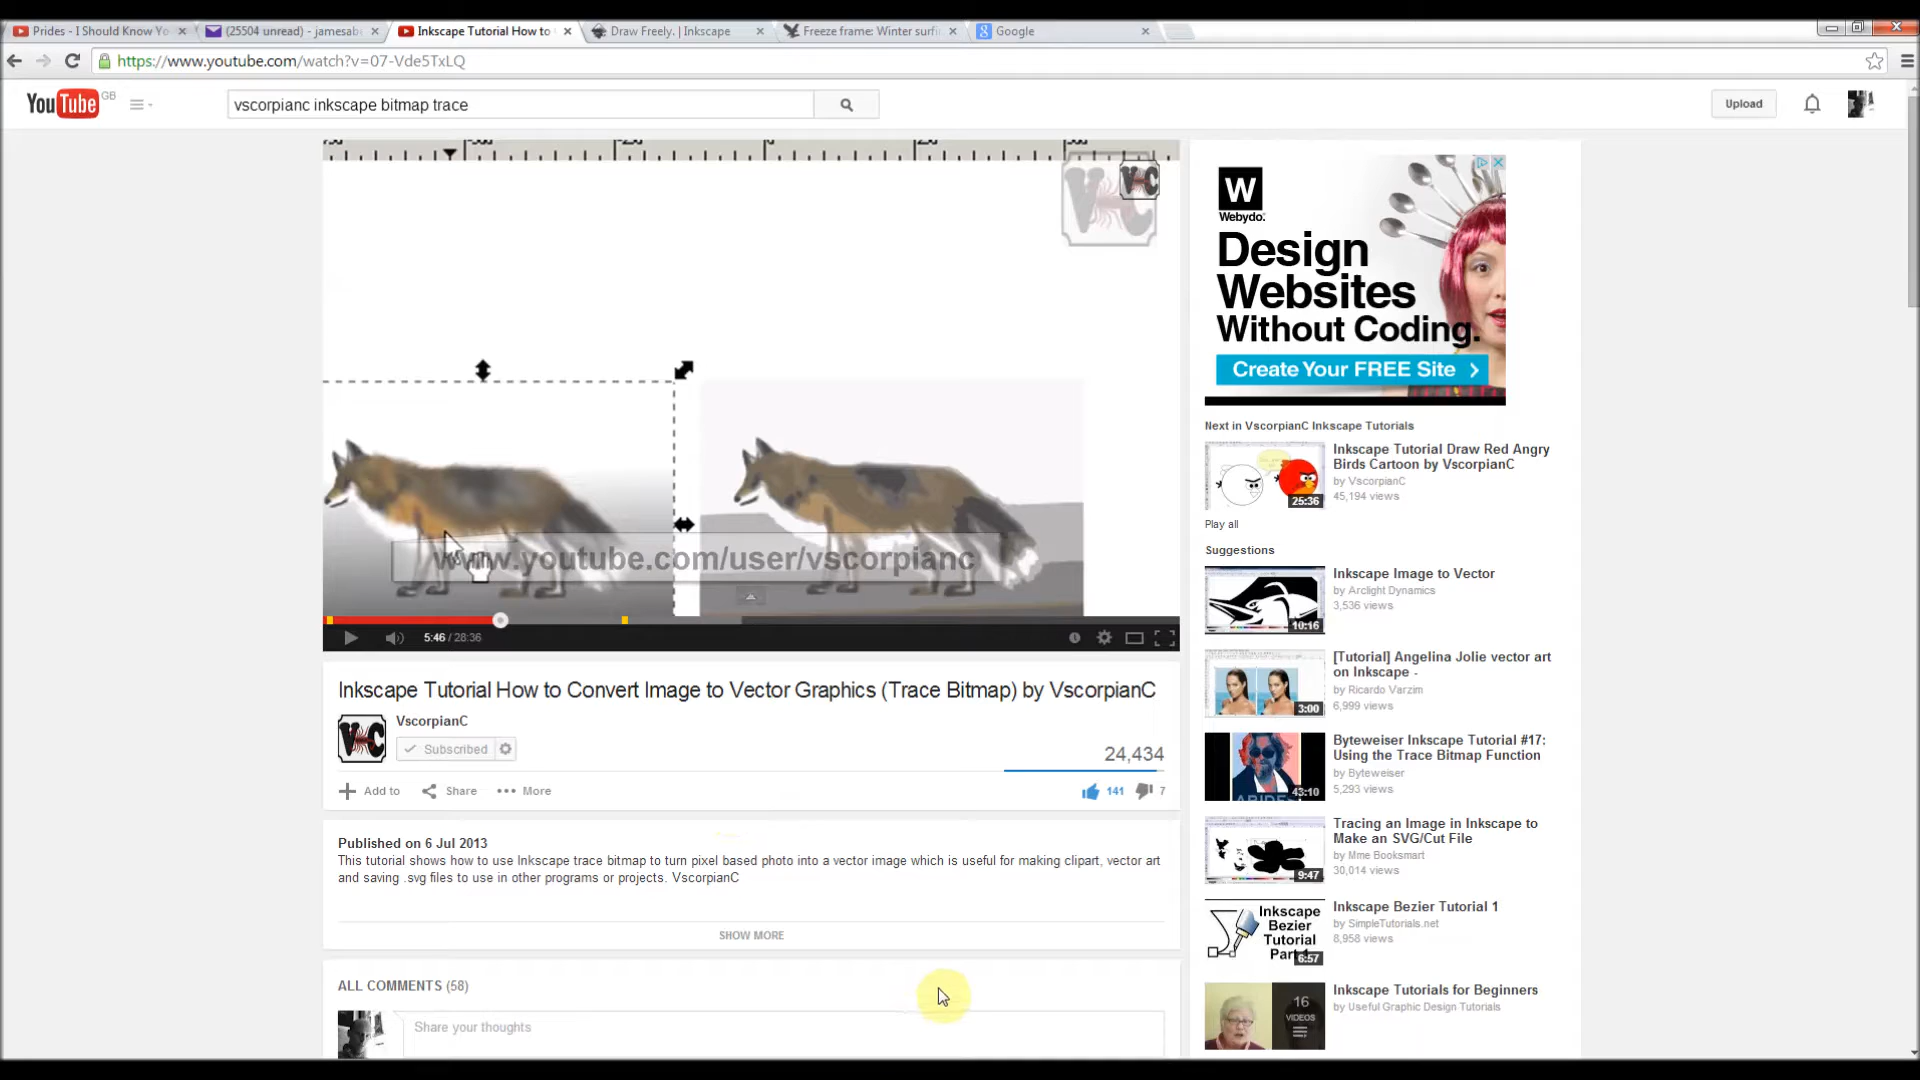 Prides - I Should Know Yo
(25504 unread) - jamesab
Inkscape Tutorial How to
Draw Freely. | Inkscape
Freeze frame: Winter surfi
Google
https://www.youtube.com/watch?v=07-Vde5TxLQ
YouTube GB
vscorpianc inkscape bitmap trace
Upload
V C
www.youtube.com/user/vscorpianc
5:46 / 28:36
Inkscape Tutorial How to Convert Image to Vector Graphics (Trace Bitmap) by VscorpianC
VscorpianC
Subscribed
24,434
Add to
Share
More
141
7
Published on 6 Jul 2013
This tutorial shows how to use Inkscape trace bitmap to turn pixel based photo into a vector image which is useful for making clipart, vector art
and saving .svg files to use in other programs or projects. VscorpianC
SHOW MORE
ALL COMMENTS (58)
Share your thoughts
W
Webydo.
Design
Websites
Without Coding.
Create Your FREE Site
Next in VscorpianC Inkscape Tutorials
Inkscape Tutorial Draw Red Angry
Birds Cartoon by VscorpianC
by VscorpianC
45,194 views
25:36
Play all
Suggestions
Inkscape Image to Vector
by Arclight Dynamics
3,536 views
10:16
[Tutorial] Angelina Jolie vector art
on Inkscape -
by Ricardo Varzim
6,999 views
3:00
Byteweiser Inkscape Tutorial #17:
Using the Trace Bitmap Function
by Byteweiser
5,293 views
ABIDES
43:10
Tracing an Image in Inkscape to
Make an SVG/Cut File
by Mme Booksmart
30,014 views
9:47
Inkscape
Bezier
Tutorial
Part
6:57
Inkscape Bezier Tutorial 1
by SimpleTutorials.net
8,958 views
Inkscape Tutorials for Beginners
by Useful Graphic Design Tutorials
16
VIDEOS